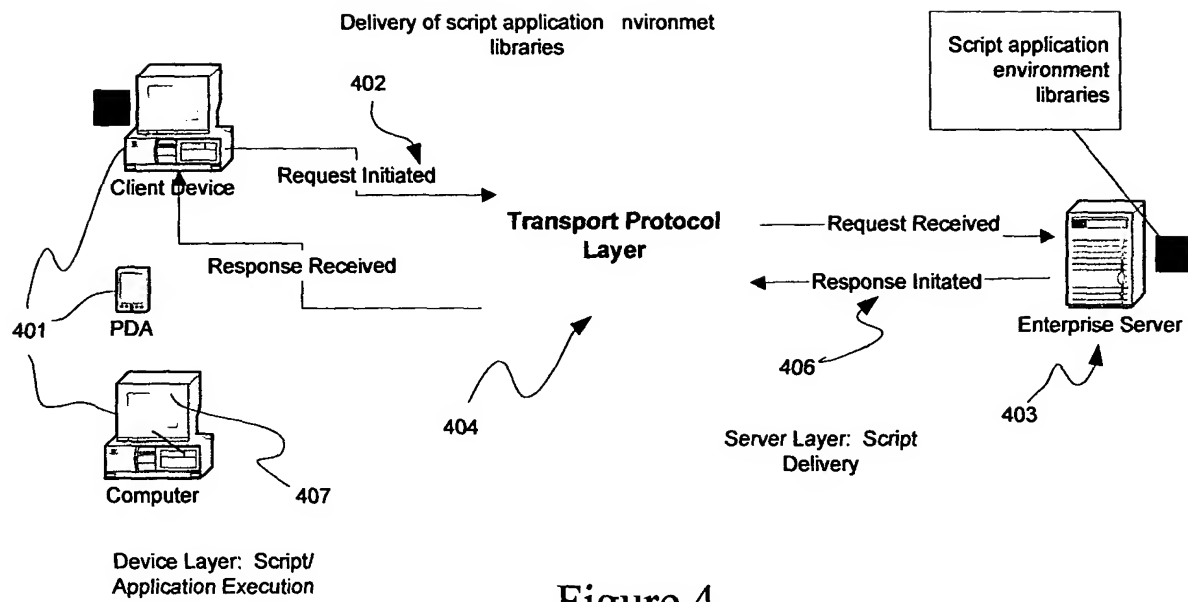 Delivery of script application nvironmet
libraries
Script application
environment
libraries
402
Client Device
Request Initiated
Transport Protocol
Layer
Request Received
Response Received
Response Initated
401
PDA
Enterprise Server
406
404
403
Server Layer: Script
Delivery
Computer
407
Device Layer: Script/
Application Execution
Figure 4